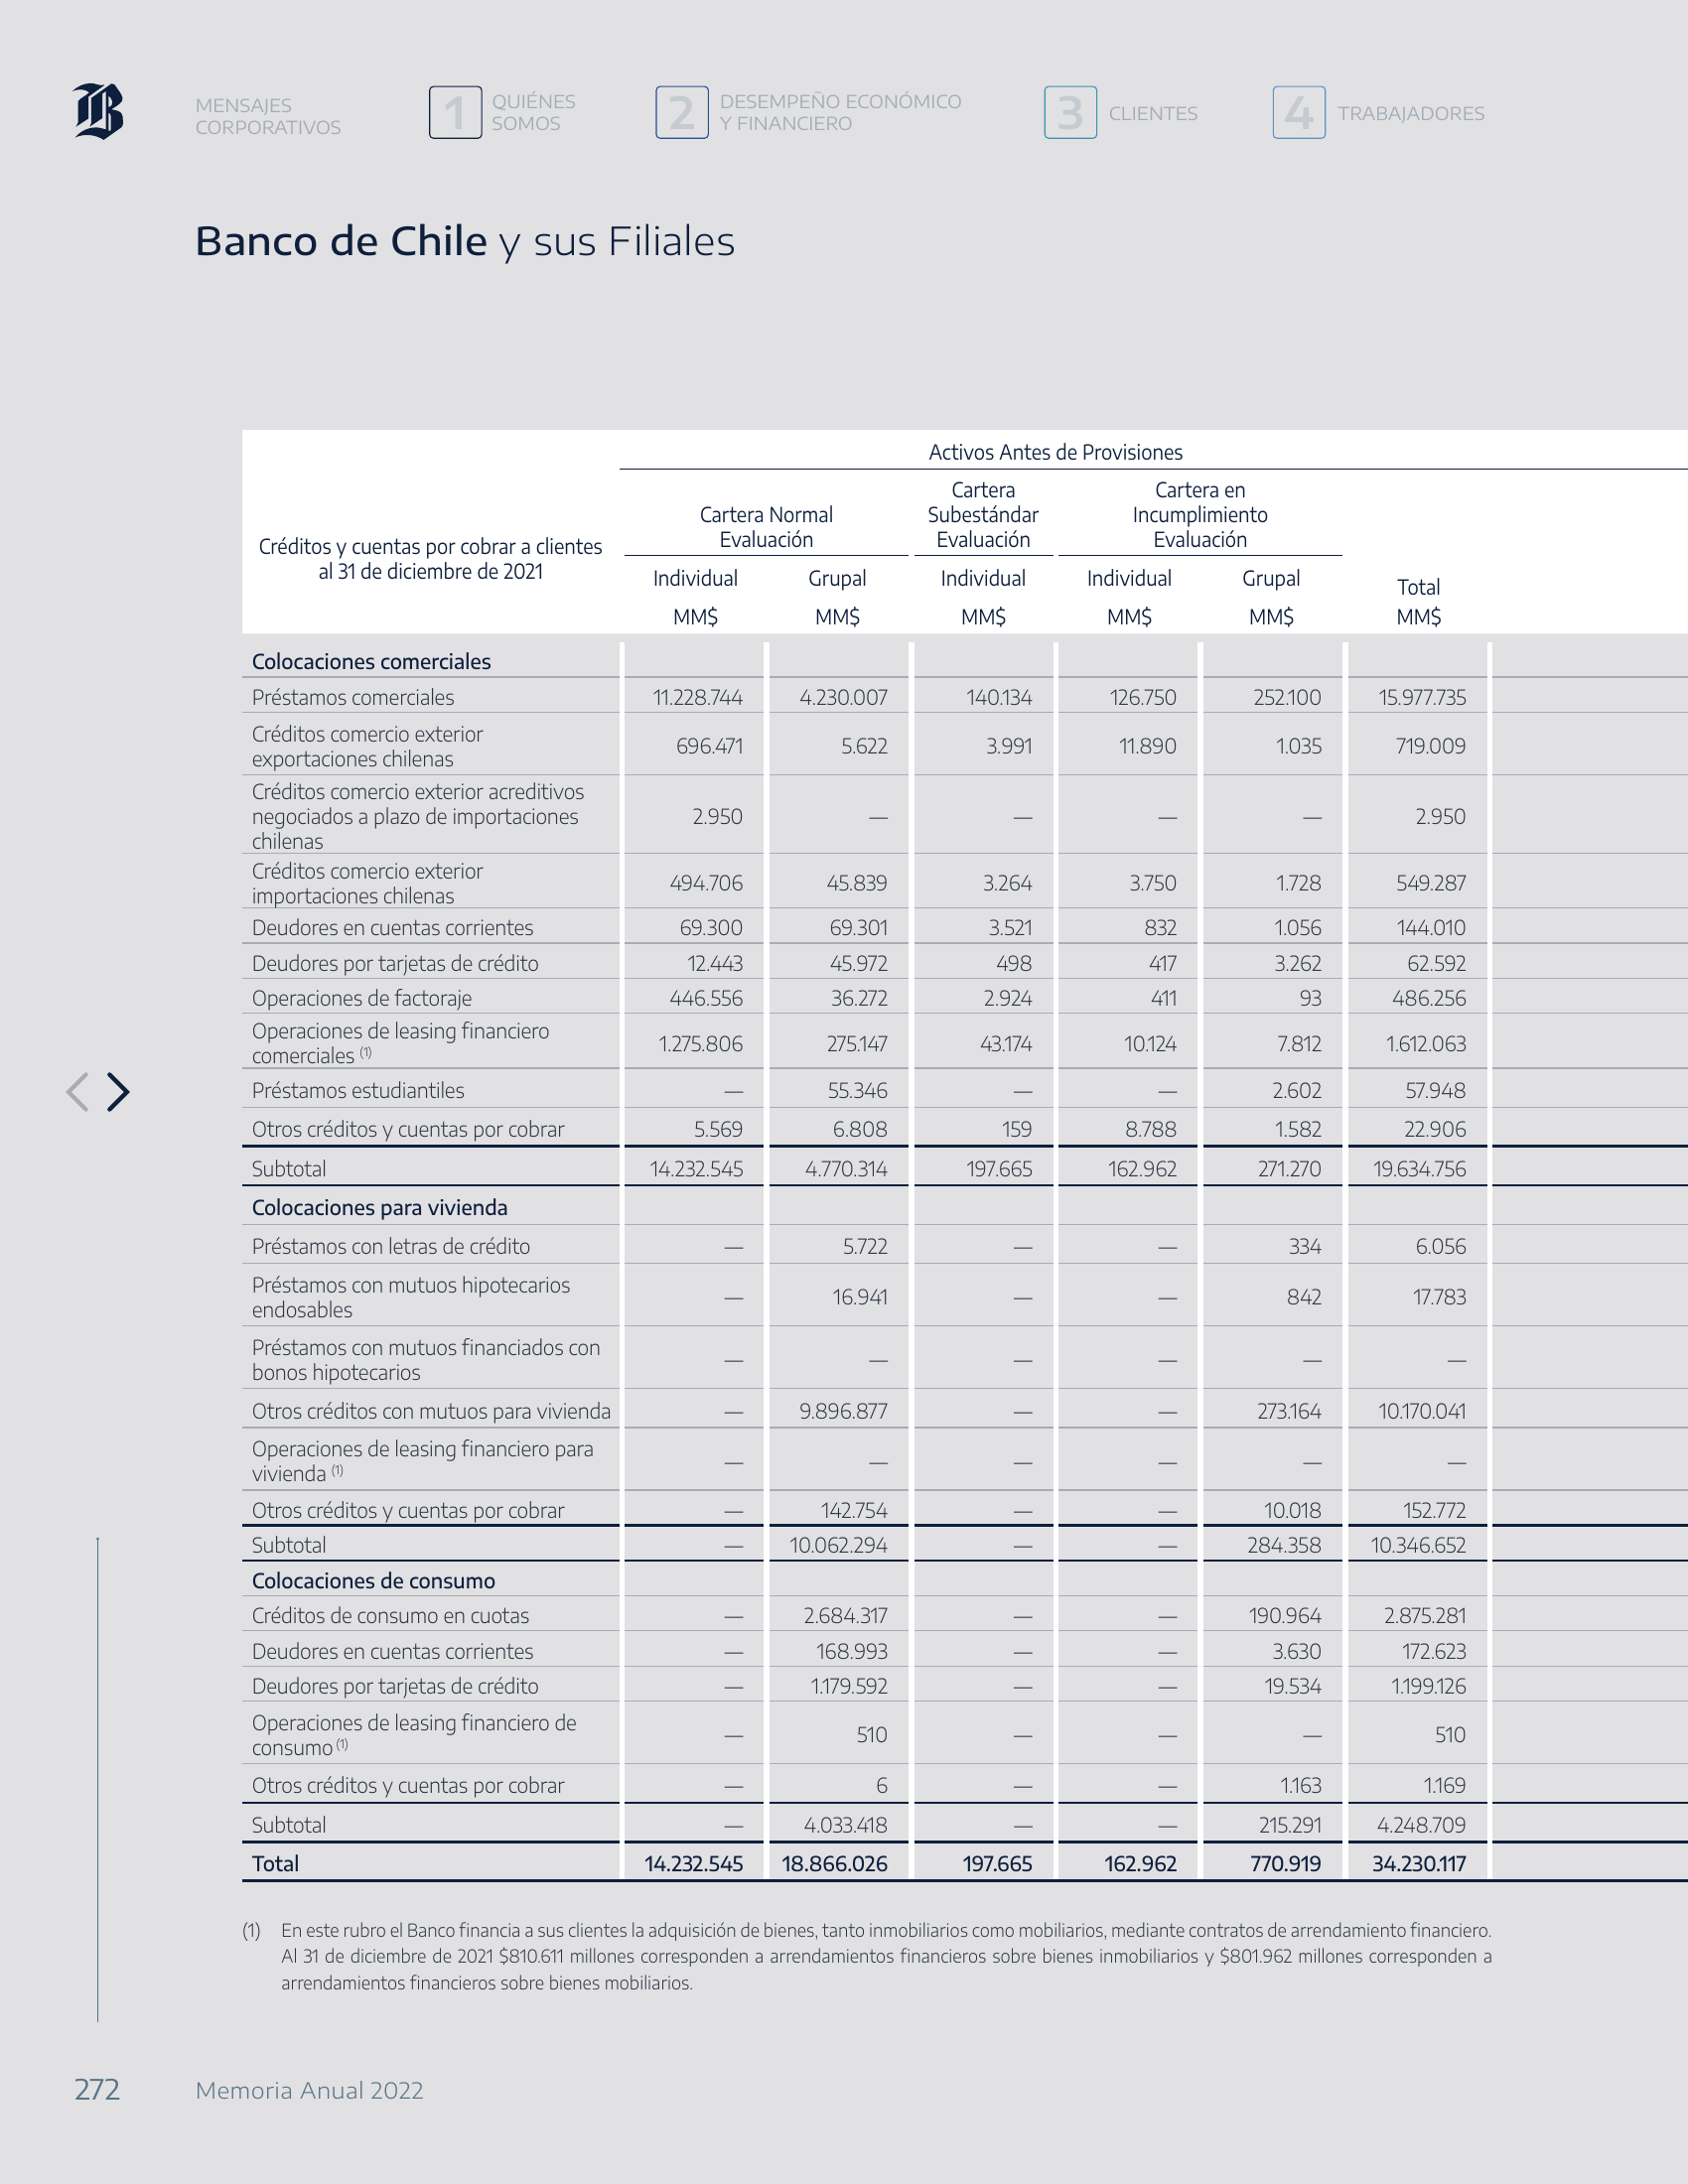 MENSAJES
CORPORATIVOS
1 QUIÉNES
SOMOS
2 DESEMPEÑO ECONÓMICO
Y FINANCIERO
3 CLIENTES
4 TRABAJADORES
Banco de Chile y sus Filiales
Activos Antes de Provisiones
Créditos y cuentas por cobrar a clientes
al 31 de diciembre de 2021
Cartera Normal
Evaluación
Cartera
Subestándar
Evaluación
Cartera en
Incumplimiento
Evaluación
Individual Grupal Individual Individual Grupal Total
MM$ MM$ MM$ MM$ MM$ MM$
Colocaciones comerciales
Préstamos comerciales 11.228.744 4.230.007 140.134 126.750 252.100 15.977.735
Créditos comercio exterior
exportaciones chilenas 696.471 5.622 3.991 11.890 1.035 719.009
Créditos comercio exterior acreditivos
negociados a plazo de importaciones
chilenas 2.950 — — — — 2.950
Créditos comercio exterior
importaciones chilenas 494.706 45.839 3.264 3.750 1.728 549.287
Deudores en cuentas corrientes 69.300 69.301 3.521 832 1.056 144.010
Deudores por tarjetas de crédito 12.443 45.972 498 417 3.262 62.592
Operaciones de factoraje 446.556 36.272 2.924 411 93 486.256
Operaciones de leasing financiero
comerciales (1) 1.275.806 275.147 43.174 10.124 7.812 1.612.063
Préstamos estudiantiles — 55.346 — — 2.602 57.948
Otros créditos y cuentas por cobrar 5.569 6.808 159 8.788 1.582 22.906
Subtotal 14.232.545 4.770.314 197.665 162.962 271.270 19.634.756
Colocaciones para vivienda
Préstamos con letras de crédito — 5.722 — — 334 6.056
Préstamos con mutuos hipotecarios
endosables — 16.941 — — 842 17.783
Préstamos con mutuos financiados con
bonos hipotecarios — — — — — —
Otros créditos con mutuos para vivienda — 9.896.877 — — 273.164 10.170.041
Operaciones de leasing financiero para
vivienda (1) — — — — — —
Otros créditos y cuentas por cobrar — 142.754 — — 10.018 152.772
Subtotal — 10.062.294 — — 284.358 10.346.652
Colocaciones de consumo
Créditos de consumo en cuotas — 2.684.317 — — 190.964 2.875.281
Deudores en cuentas corrientes — 168.993 — — 3.630 172.623
Deudores por tarjetas de crédito — 1.179.592 — — 19.534 1.199.126
Operaciones de leasing financiero de
consumo (1) — 510 — — — 510
Otros créditos y cuentas por cobrar — 6 — — 1.163 1.169
Subtotal — 4.033.418 — — 215.291 4.248.709
Total 14.232.545 18.866.026 197.665 162.962 770.919 34.230.117
(1) En este rubro el Banco financia a sus clientes la adquisición de bienes, tanto inmobiliarios como mobiliarios, mediante contratos de arrendamiento financiero.
Al 31 de diciembre de 2021 $810.611 millones corresponden a arrendamientos financieros sobre bienes inmobiliarios y $801.962 millones corresponden a
arrendamientos financieros sobre bienes mobiliarios.
272 Memoria Anual 2022